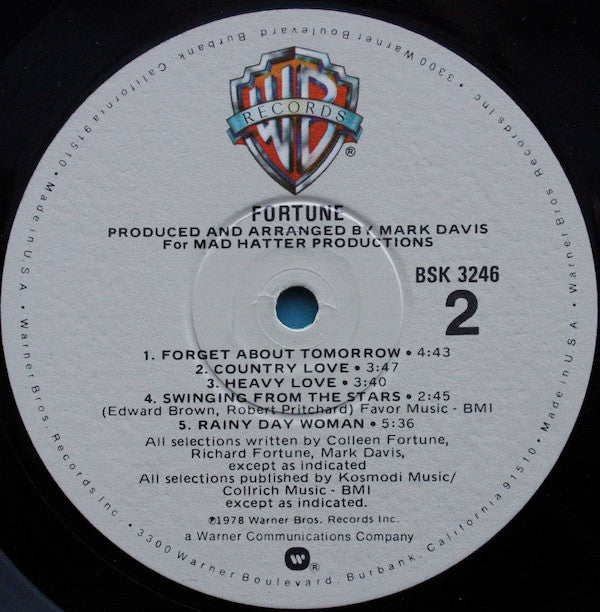 WB
RECORDS
®
FORTUNE
PRODUCED AND ARRANGED BY MARK DAVIS
For MAD HATTER PRODUCTIONS
BSK 3246
2
1. FORGET ABOUT TOMORROW • 4:43
2. COUNTRY LOVE • 3:47
3. HEAVY LOVE • 3:40
4. SWINGING FROM THE STARS • 2:45
(Edward Brown, Robert Pritchard) Favor Music - BMI
5. RAINY DAY WOMAN • 5:36
All selections written by Colleen Fortune,
Richard Fortune, Mark Davis,
except as indicated
All selections published by Kosmodi Music/
Collrich Music - BMI
except as indicated.
℗1978 Warner Bros. Records Inc.
a Warner Communications Company
®
Warner Bros. Records Inc. • 3300 Warner Boulevard, Burbank, California 91510 • Made in U.S.A. • Warner Bros. Records Inc. • 3300 Warner Boulevard, Burbank, California 91510 • Made in U.S.A. •